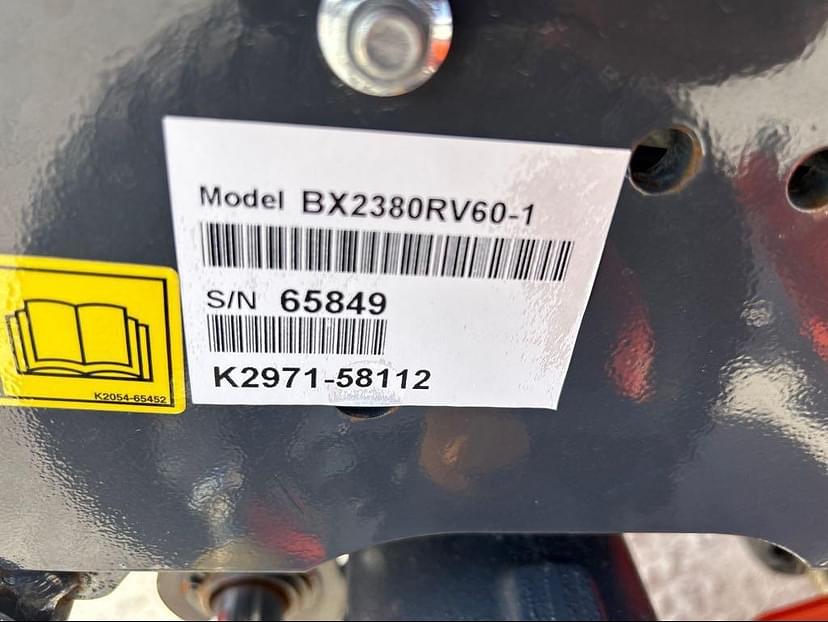 Model BX2380RV60-1
S/N 65849
K2971-58112
K2054-65452